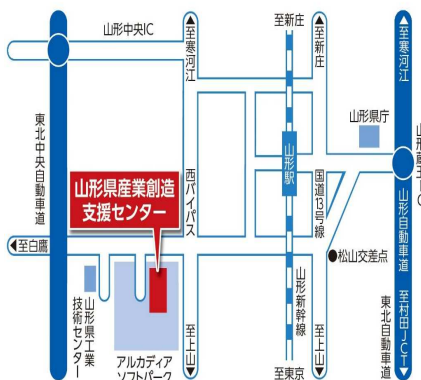 山形中央IC
至寒河江
至新庄
至新庄
至寒河江
山形県庁
東北中央自動車道
西バイパス
山形駅
国道13号線
山形自動車道
山形県産業創造
支援センター
至白鷹
松山交差点
山形県工業
技術センター
アルカディア
ソフトパーク
至上山
山形新幹線
至東京
至上山
東北自動車道
至村田JCT